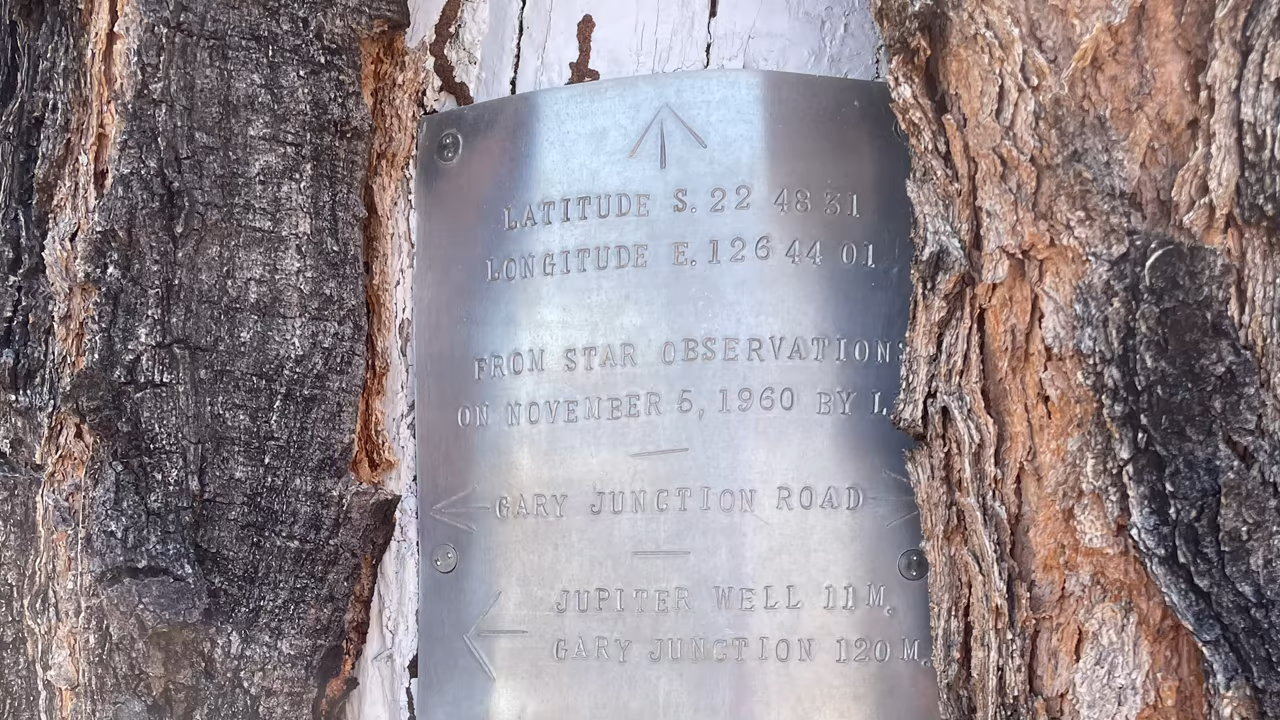 LATITUDE S. 22 48 31
LONGITUDE E. 126 44 01
FROM STAR OBSERVATIONS
ON NOVEMBER 5, 1960 BY L.
GARY JUNCTION ROAD
JUPITER WELL 11 M.
GARY JUNCTION 120 M.